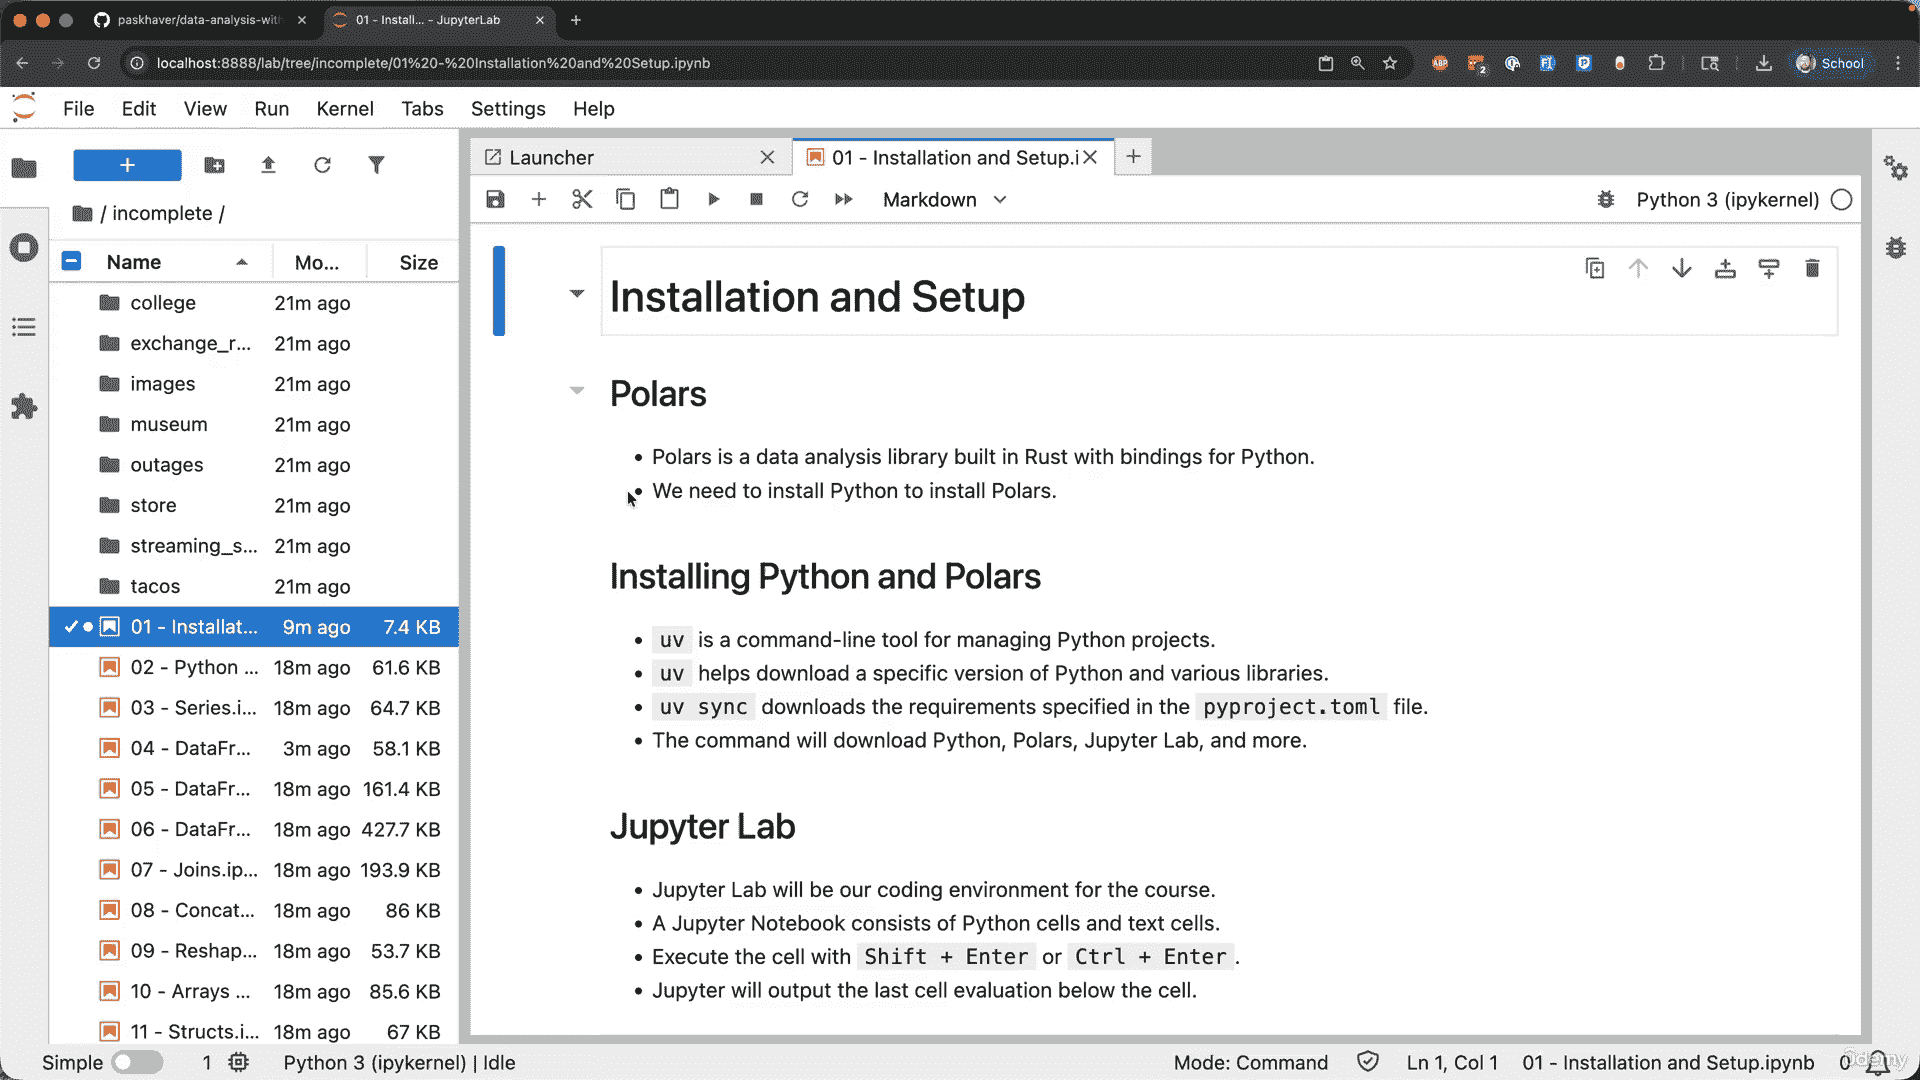 paskhaver/data-analysis-with
01 - Install... - JupyterLab
localhost:8888/lab/tree/incomplete/01%20-%20Installation%20and%20Setup.ipynb
ABP
2
School
File Edit View Run Kernel Tabs Settings Help
/ incomplete /
Name Mo... Size
college 21m ago
exchange_r... 21m ago
images 21m ago
museum 21m ago
outages 21m ago
store 21m ago
streaming_s... 21m ago
tacos 21m ago
01 - Installat... 9m ago 7.4 KB
02 - Python ... 18m ago 61.6 KB
03 - Series.i... 18m ago 64.7 KB
04 - DataFr... 3m ago 58.1 KB
05 - DataFr... 18m ago 161.4 KB
06 - DataFr... 18m ago 427.7 KB
07 - Joins.ip... 18m ago 193.9 KB
08 - Concat... 18m ago 86 KB
09 - Reshap... 18m ago 53.7 KB
10 - Arrays ... 18m ago 85.6 KB
11 - Structs.i... 18m ago 67 KB
Launcher
01 - Installation and Setup.i
Markdown
Python 3 (ipykernel)
Installation and Setup
Polars
• Polars is a data analysis library built in Rust with bindings for Python.
• We need to install Python to install Polars.
Installing Python and Polars
• uv is a command-line tool for managing Python projects.
• uv helps download a specific version of Python and various libraries.
• uv sync downloads the requirements specified in the pyproject.toml file.
• The command will download Python, Polars, Jupyter Lab, and more.
Jupyter Lab
• Jupyter Lab will be our coding environment for the course.
• A Jupyter Notebook consists of Python cells and text cells.
• Execute the cell with Shift + Enter or Ctrl + Enter.
• Jupyter will output the last cell evaluation below the cell.
Simple 1 Python 3 (ipykernel) | Idle
Mode: Command Ln 1, Col 1 01 - Installation and Setup.ipynb 0
Udemy